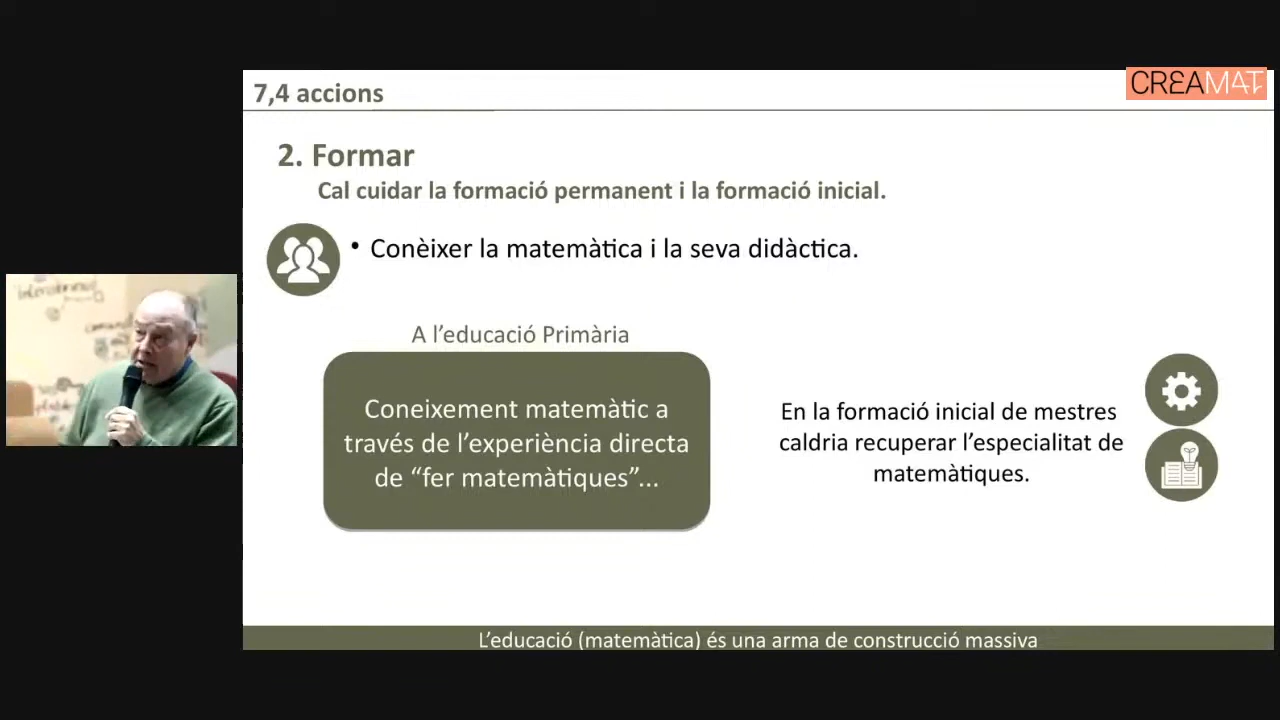 7,4 accions
CREAMAT
2. Formar
Cal cuidar la formació permanent i la formació inicial.
• Conèixer la matemàtica i la seva didàctica.
A l’educació Primària
Coneixement matemàtic a
través de l’experiència directa
de “fer matemàtiques”...
En la formació inicial de mestres
caldria recuperar l’especialitat de
matemàtiques.
L’educació (matemàtica) és una arma de construcció massiva